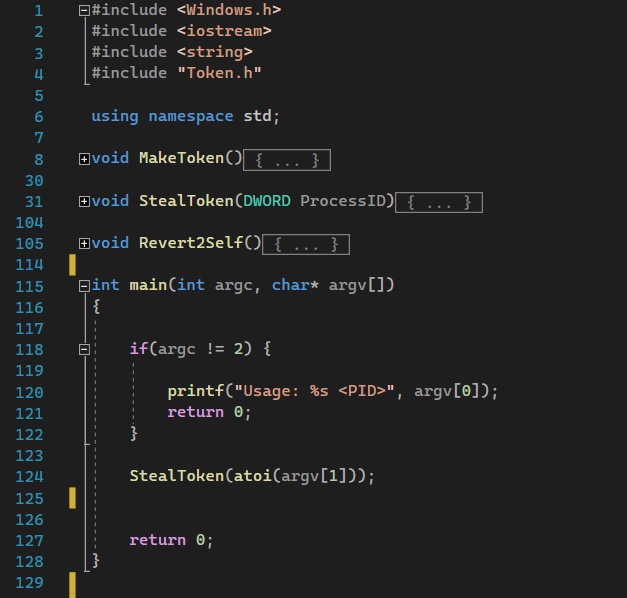 1 #include <Windows.h>
2 #include <iostream>
3 #include <string>
4 #include "Token.h"
5
6 using namespace std;
7
8 void MakeToken(){ ... }
30
31 void StealToken(DWORD ProcessID){ ... }
104
105 void Revert2Self(){ ... }
114
115 int main(int argc, char* argv[])
116 {
117
118 if(argc != 2) {
119
120 printf("Usage: %s <PID>", argv[0]);
121 return 0;
122 }
123
124 StealToken(atoi(argv[1]));
125
126
127 return 0;
128 }
129